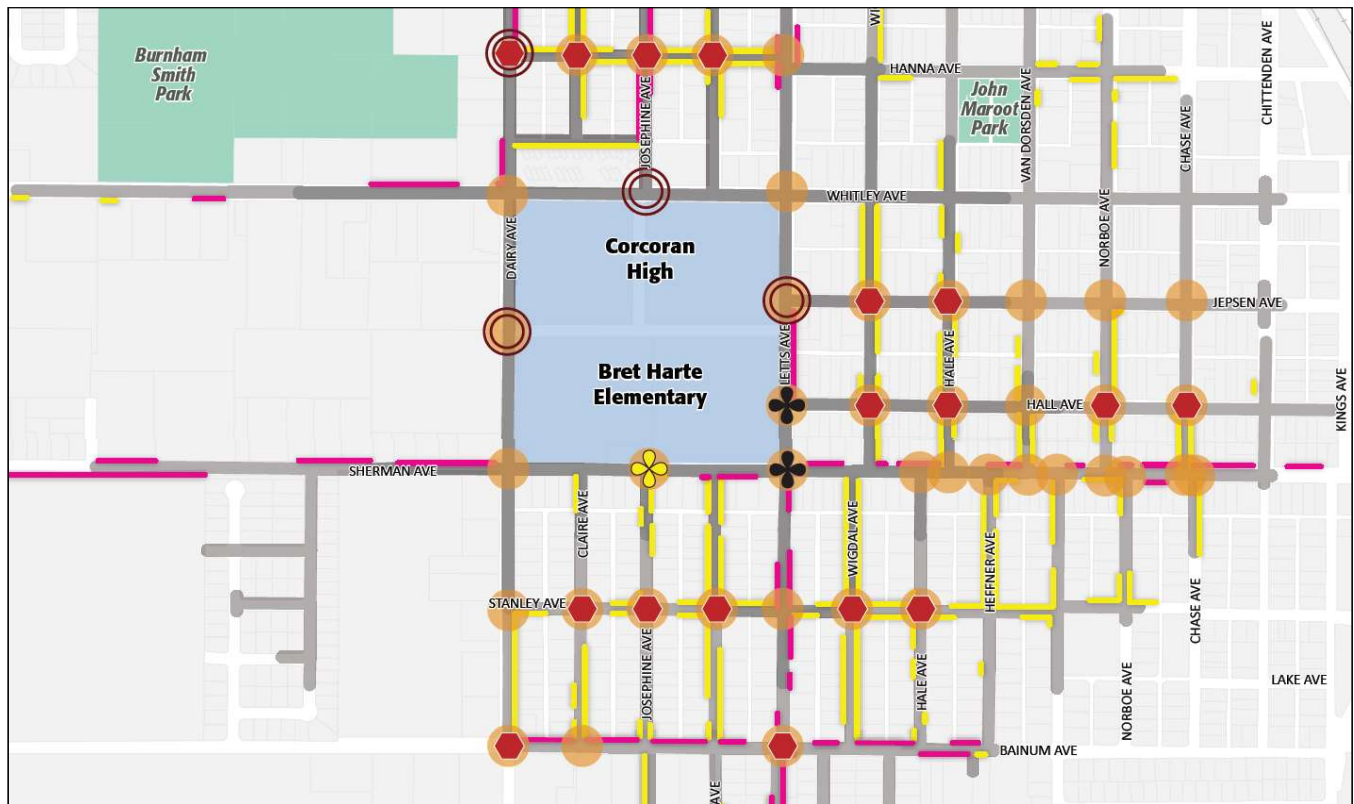 Burnham
Smith
Park
JOSEPHINE AVE
WI
HANNA AVE
John
Maroot
Park
VAN DORSDEN AVE
CHASE AVE
CHITTENDEN AVE
WHITLEY AVE
NORBOE AVE
DAIRY AVE
Corcoran
High
JEPSEN AVE
LETTS AVE
HALE AVE
Bret Harte
Elementary
HALL AVE
KINGS AVE
SHERMAN AVE
CLAIRE AVE
WIGDAL AVE
HEFFNER AVE
STANLEY AVE
CHASE AVE
JOSEPHINE AVE
HALE AVE
NORBOE AVE
LAKE AVE
BAINUM AVE
AVE